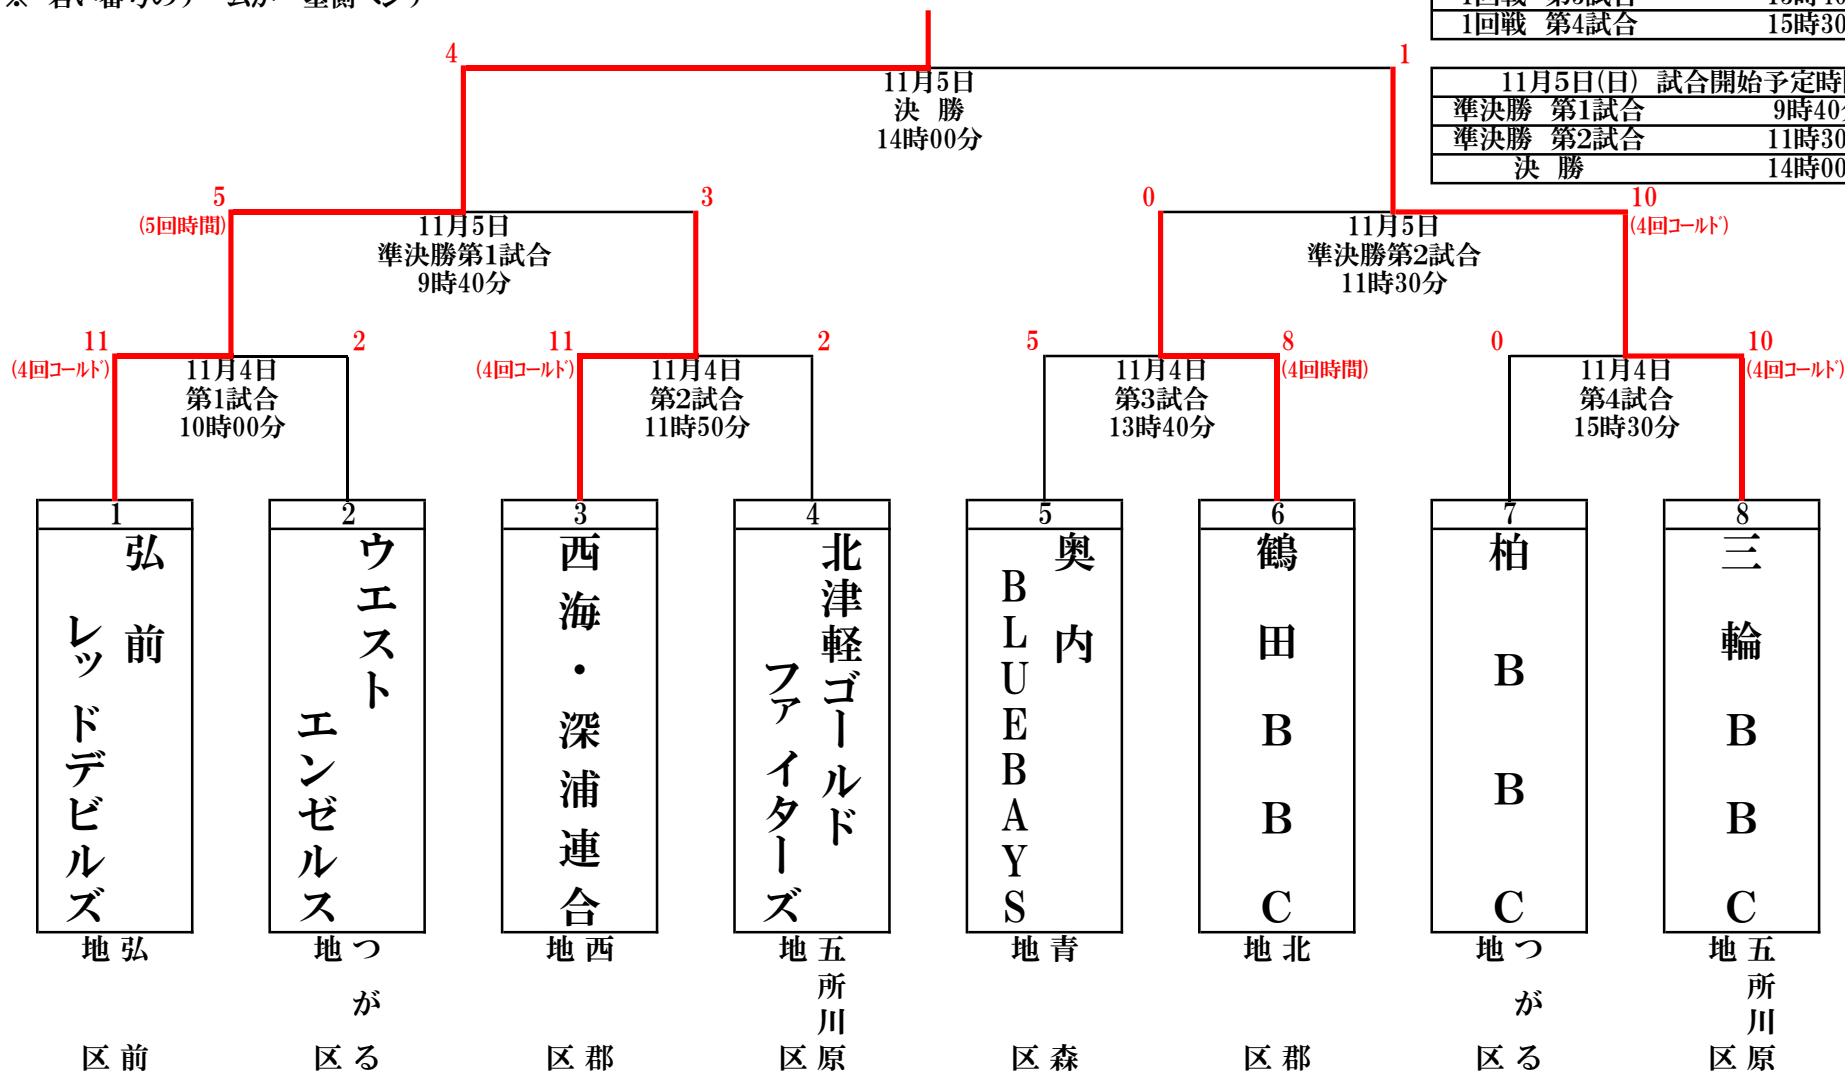 1回戦 第4試合 15時30
4
1
11月5日
決 勝
14時00分
11月5日(日) 試合開始予定時
準決勝 第1試合 9時40
準決勝 第2試合 11時30
決 勝 14時00
5
(5回時間)
3
11月5日
準決勝第1試合
9時40分
0
10
(4回コールド)
11月5日
準決勝第2試合
11時30分
11
(4回コールド)
2
11月4日
第1試合
10時00分
11
(4回コールド)
2
11月4日
第2試合
11時50分
5
8
(4回時間)
11月4日
第3試合
13時40分
0
10
(4回コールド)
11月4日
第4試合
15時30分
1
弘前
レッドデビルズ
弘前
地区
2
ウエスト
エンゼルス
つがる
地区
3
西海・深浦連合
西郡
地区
4
北津軽ゴールド
ファイターズ
五所川原
地区
5
奥内
BLUEBAYS
青森
地区
6
鶴田BBC
北郡
地区
7
柏BBC
つがる
地区
8
三輪BBC
五所川原
地区